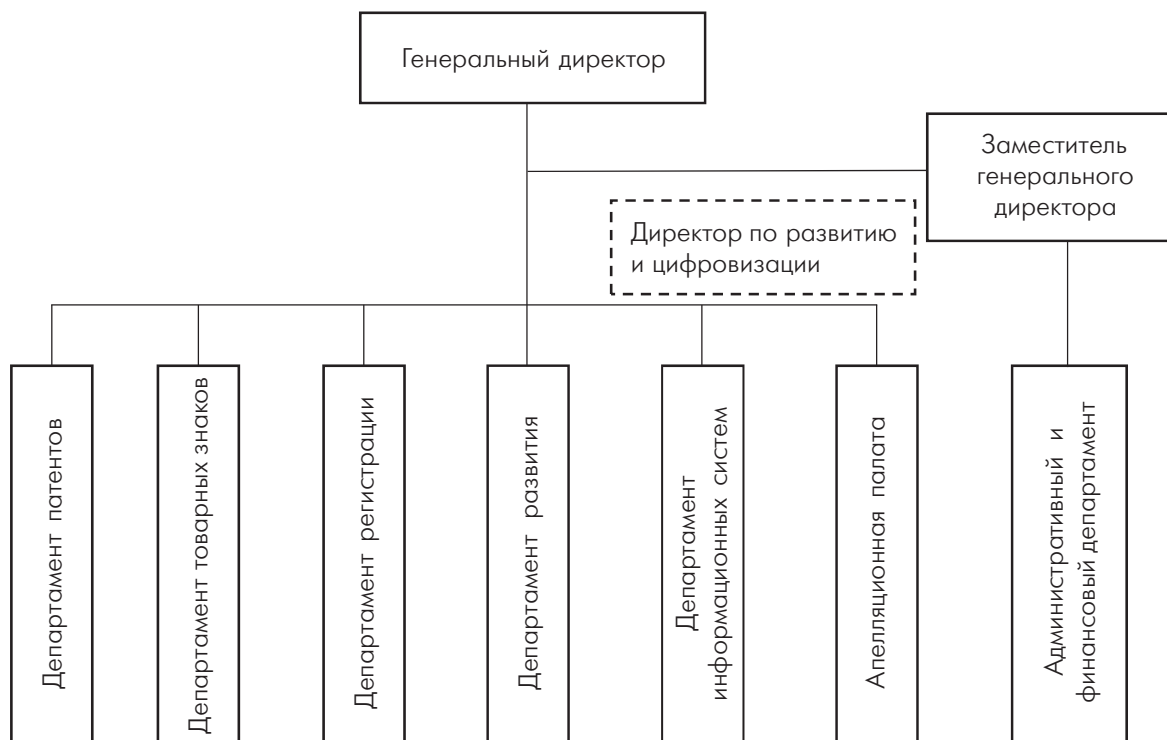 Генеральный директор
Заместитель
генерального
директора
Директор по развитию
и цифровизации
Департамент патентов
Департамент товарных знаков
Департамент регистрации
Департамент развития
Департамент
информационных систем
Апелляционная палата
Административный и
финансовый департамент